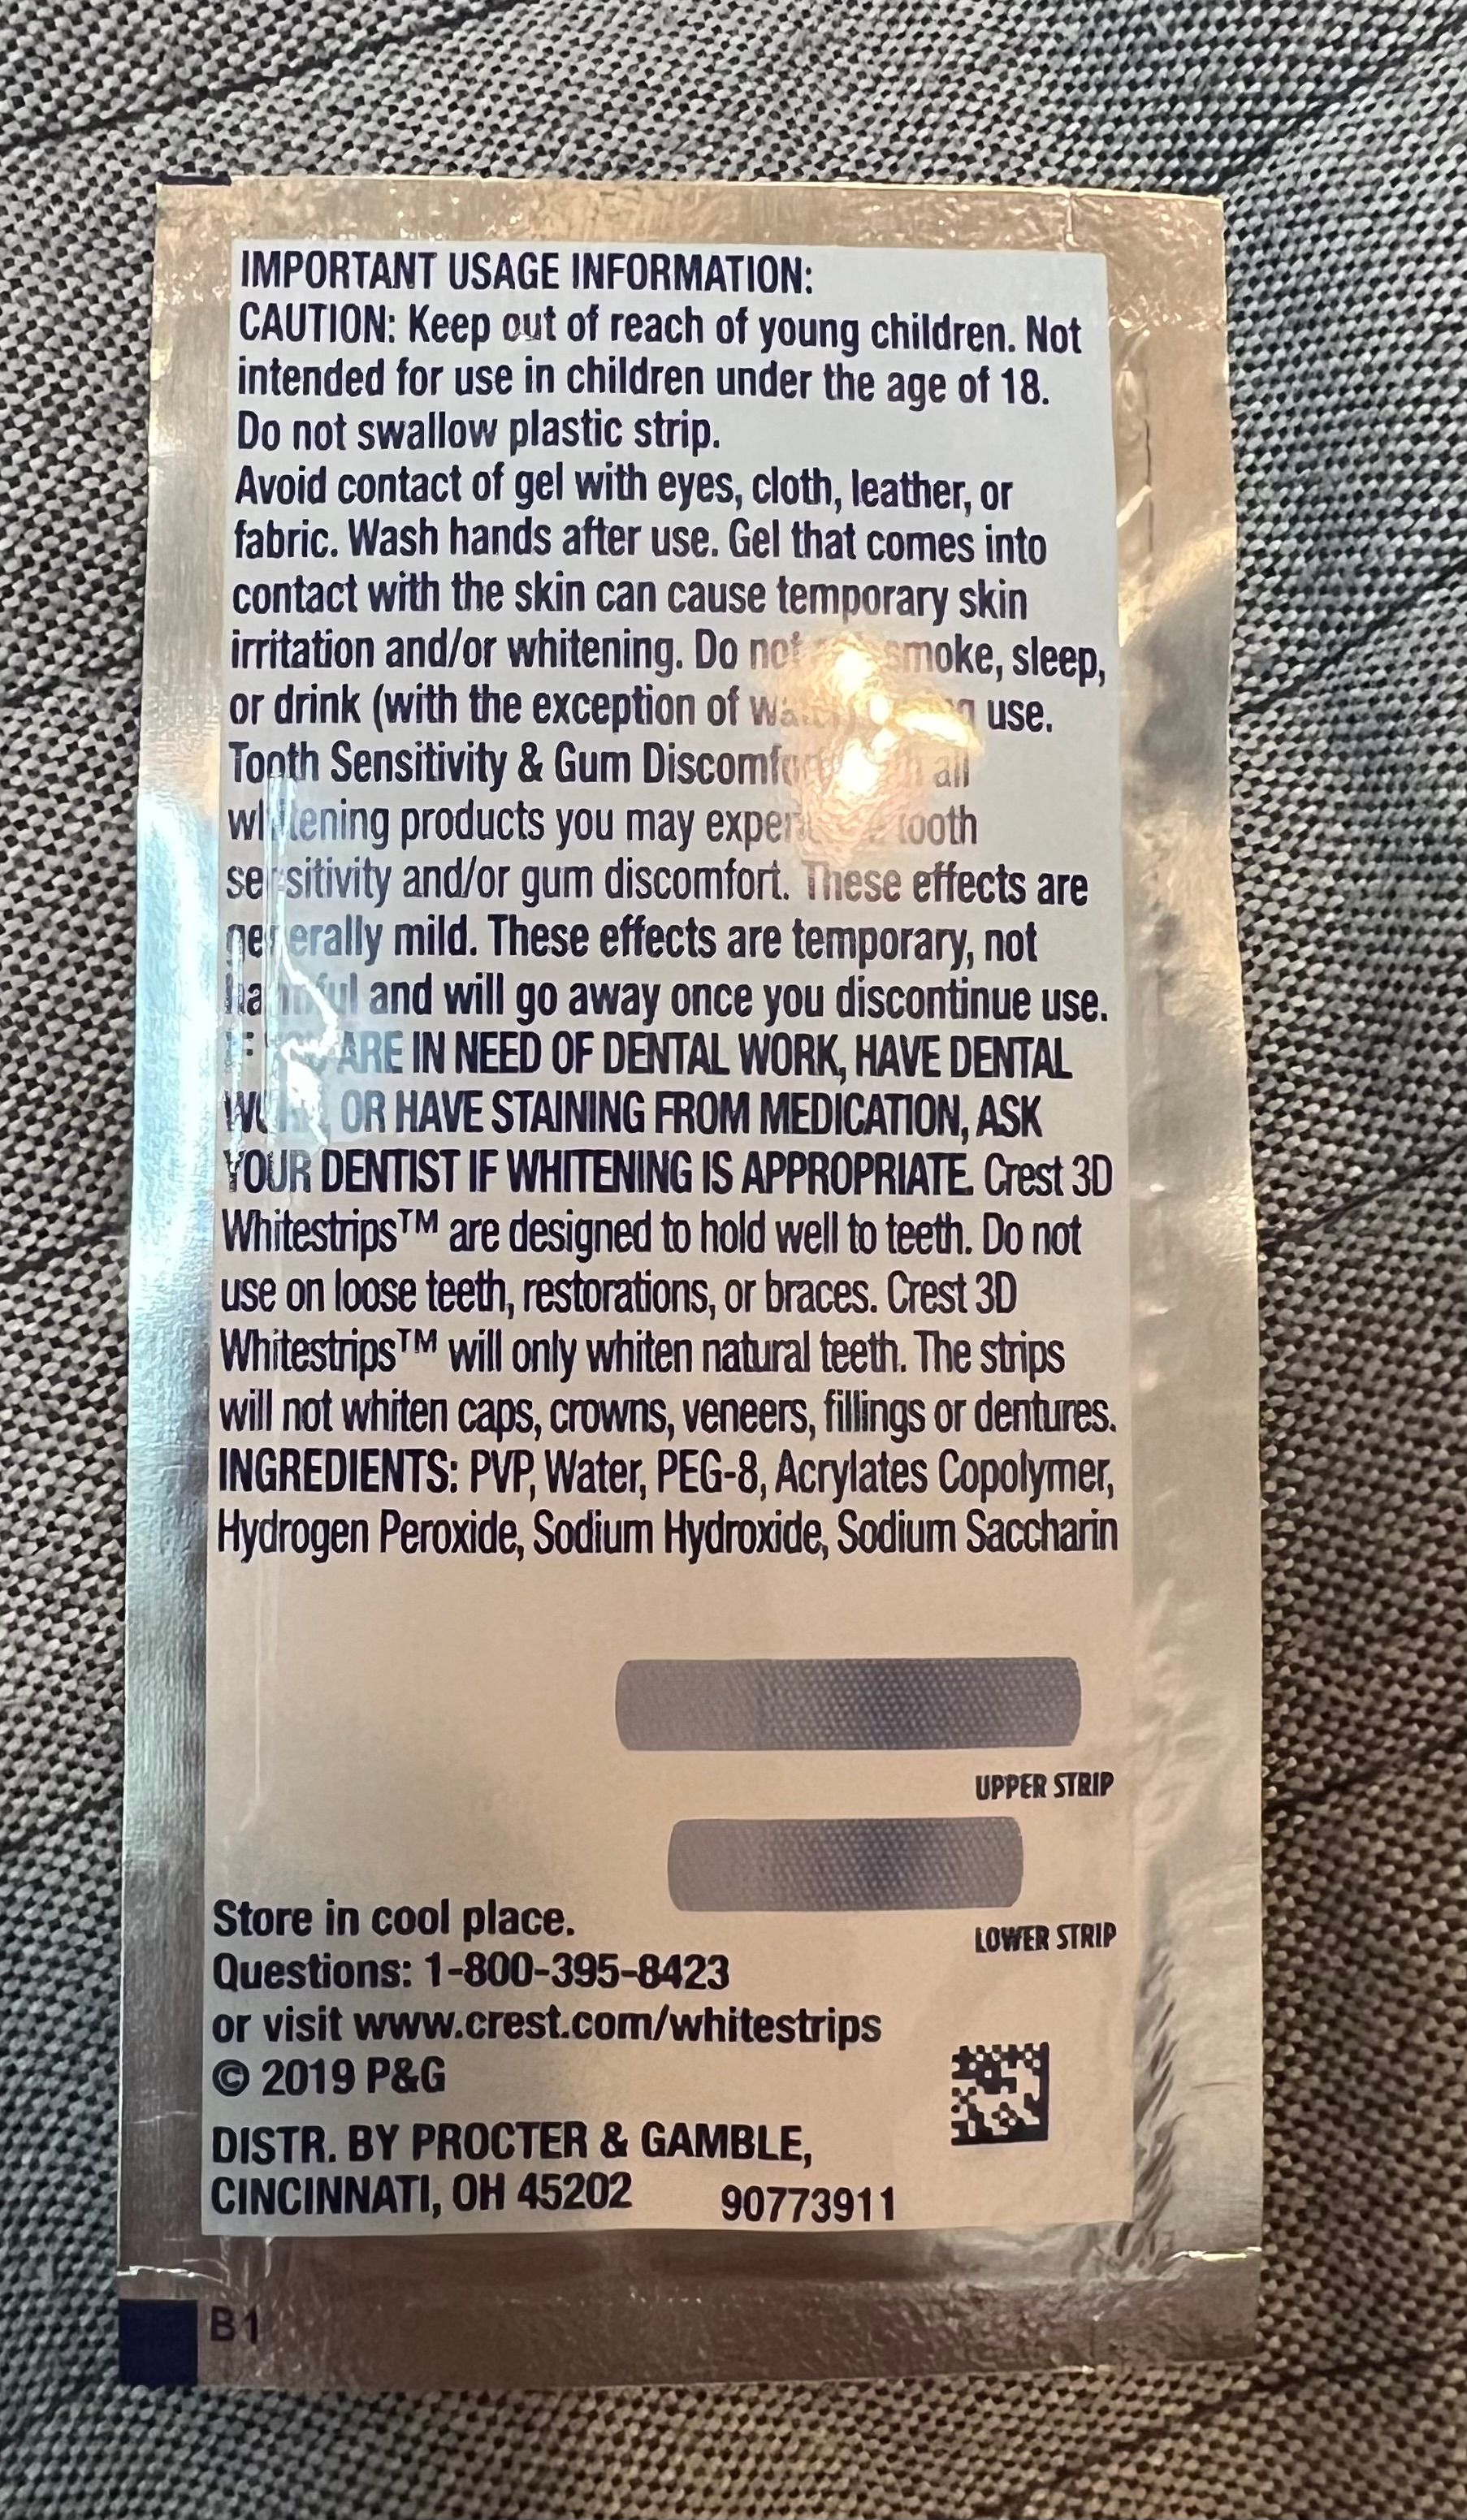 IMPORTANT USAGE INFORMATION:
CAUTION: Keep out of reach of young children. Not
intended for use in children under the age of 18.
Do not swallow plastic strip.
Avoid contact of gel with eyes, cloth, leather, or
fabric. Wash hands after use. Gel that comes into
contact with the skin can cause temporary skin
irritation and/or whitening. Do not smoke, sleep,
or drink (with the exception of water) use.
Tooth Sensitivity & Gum Discomfort all
whitening products you may experience tooth
sensitivity and/or gum discomfort. These effects are
generally mild. These effects are temporary, not
harmful and will go away once you discontinue use.
IF YOU ARE IN NEED OF DENTAL WORK, HAVE DENTAL
WORK, OR HAVE STAINING FROM MEDICATION, ASK
YOUR DENTIST IF WHITENING IS APPROPRIATE. Crest 3D
Whitestrips™ are designed to hold well to teeth. Do not
use on loose teeth, restorations, or braces. Crest 3D
Whitestrips™ will only whiten natural teeth. The strips
will not whiten caps, crowns, veneers, fillings or dentures.
INGREDIENTS: PVP, Water, PEG-8, Acrylates Copolymer,
Hydrogen Peroxide, Sodium Hydroxide, Sodium Saccharin
UPPER STRIP
LOWER STRIP
Store in cool place.
Questions: 1-800-395-8423
or visit www.crest.com/whitestrips
© 2019 P&G
DISTR. BY PROCTER & GAMBLE,
CINCINNATI, OH 45202 90773911
B1